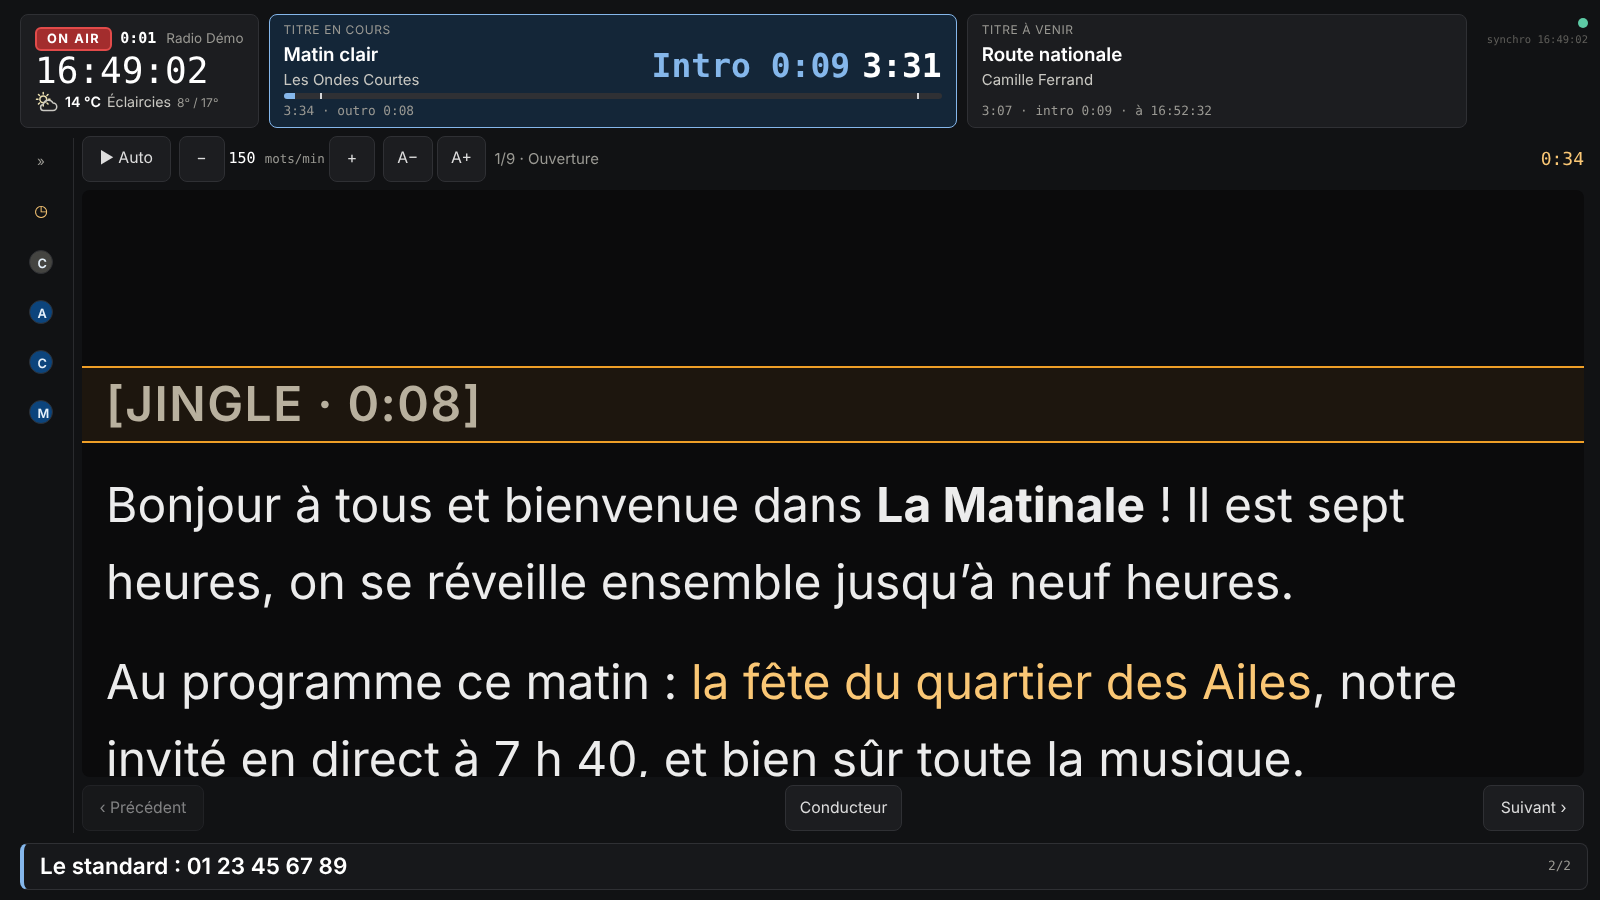 ON AIR 0:01 Radio Démo
16:49:02
14 °C Éclaircies 8° / 17°
TITRE EN COURS
Matin clair
Les Ondes Courtes
Intro 0:09 3:31
3:34 · outro 0:08
TITRE À VENIR
Route nationale
Camille Ferrand
3:07 · intro 0:09 · à 16:52:32
synchro 16:49:02
»
C
A
C
M
▶ Auto
− 150 mots/min +
A− A+
1/9 · Ouverture
0:34
[JINGLE · 0:08]
Bonjour à tous et bienvenue dans La Matinale ! Il est sept
heures, on se réveille ensemble jusqu’à neuf heures.
Au programme ce matin : la fête du quartier des Ailes, notre
invité en direct à 7 h 40, et bien sûr toute la musique.
‹ Précédent
Conducteur
Suivant ›
Le standard : 01 23 45 67 89
2/2